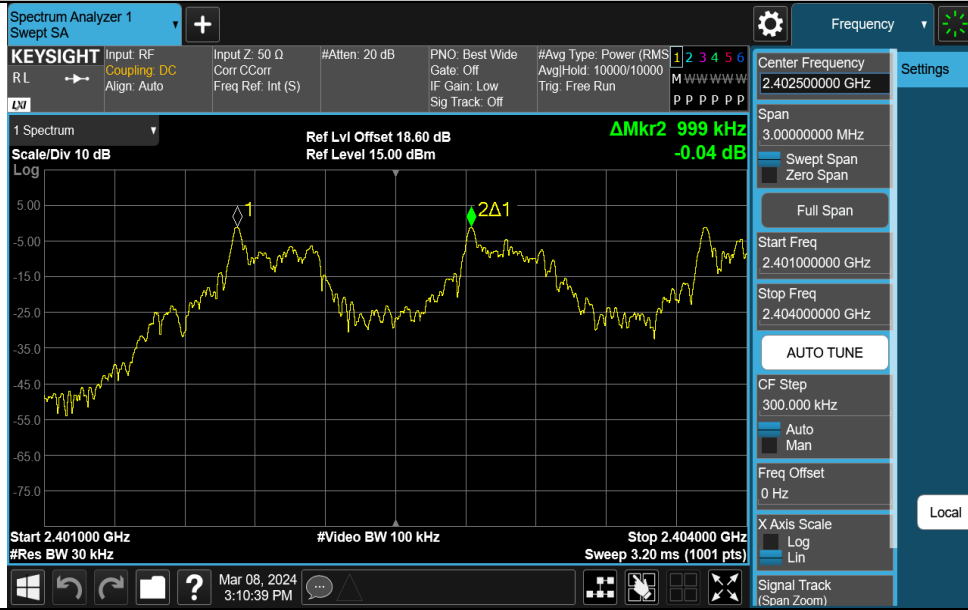 Spectrum Analyzer 1
Swept SA
Frequency
KEYSIGHT
R L
LXI
Input: RF
Coupling: DC
Align: Auto
Input Z: 50 Ω
Corr CCorr
Freq Ref: Int (S)
#Atten: 20 dB
PNO: Best Wide
Gate: Off
IF Gain: Low
Sig Track: Off
#Avg Type: Power (RMS
Avg|Hold: 10000/10000
Trig: Free Run
1 2 3 4 5 6
M W W W W W
P P P P P P
1 Spectrum
Scale/Div 10 dB
Log
Ref Lvl Offset 18.60 dB
Ref Level 15.00 dBm
ΔMkr2 999 kHz
-0.04 dB
5.00
-5.00
-15.0
-25.0
-35.0
-45.0
-55.0
-65.0
-75.0
1
2Δ1
Start 2.401000 GHz
#Res BW 30 kHz
#Video BW 100 kHz
Stop 2.404000 GHz
Sweep 3.20 ms (1001 pts)
Center Frequency
2.402500000 GHz
Span
3.00000000 MHz
Swept Span
Zero Span
Full Span
Start Freq
2.401000000 GHz
Stop Freq
2.404000000 GHz
AUTO TUNE
CF Step
300.000 kHz
Auto
Man
Freq Offset
0 Hz
X Axis Scale
Log
Lin
Signal Track
(Span Zoom)
Settings
Local
?
Mar 08, 2024
3:10:39 PM